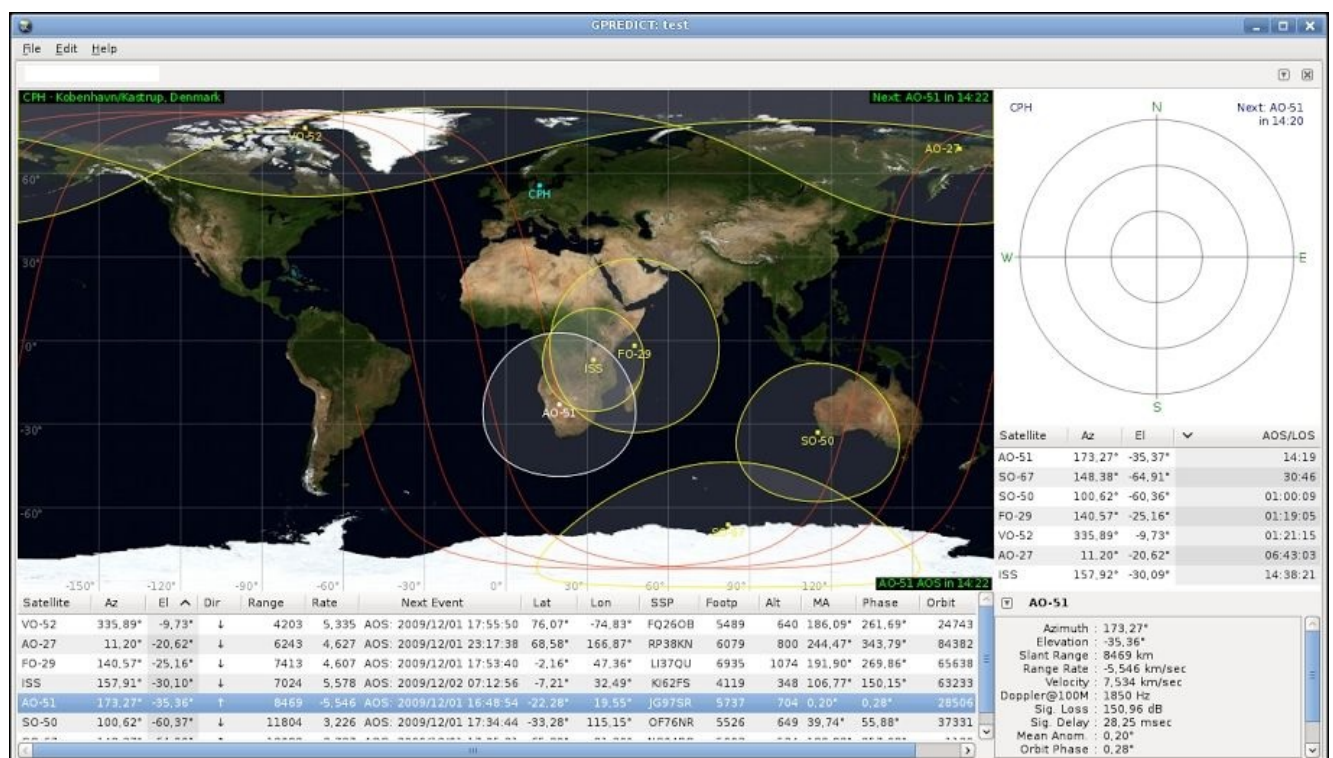 GPREDICT: test
File Edit Help
CPH - Kobenhavn/Kastrup, Denmark
Next: AO-51 in 14:22
VO-52
AO-27
CPH
FO-29
ISS
AO-51
SO-50
60°
30°
0°
-30°
-60°
-150° -120° -90° -60° -30° 0° 30° 60° 90° 120°
AO-51 AOS in 14:22
CPH
N
Next: AO-51
in 14:20
W
E
S
Satellite Az El AOS/LOS
AO-51 173,27° -35,37° 14:19
SO-67 148,38° -64,91° 30:46
SO-50 100,62° -60,36° 01:00:09
FO-29 140,57° -25,16° 01:19:05
VO-52 335,89° -9,73° 01:21:15
AO-27 11,20° -20,62° 06:43:03
ISS 157,92° -30,09° 14:38:21
Satellite Az El Dir Range Rate Next Event Lat Lon SSP Footp Alt MA Phase Orbit
VO-52 335,89° -9,73° ↓ 4203 5,335 AOS: 2009/12/01 17:55:50 76,07° -74,83° FQ26OB 5489 640 186,09° 261,69° 24743
AO-27 11,20° -20,62° ↓ 6243 4,627 AOS: 2009/12/01 23:17:38 68,58° 166,87° RP38KN 6079 800 244,47° 343,79° 84382
FO-29 140,57° -25,16° ↓ 7413 4,607 AOS: 2009/12/01 17:53:40 -2,16° 47,36° LI37QU 6935 1074 191,90° 269,86° 65638
ISS 157,91° -30,10° ↓ 7024 5,578 AOS: 2009/12/02 07:12:56 -7,21° 32,49° KI62FS 4119 348 106,77° 150,15° 63233
AO-51 173,27° -35,36° ↑ 8469 -5,546 AOS: 2009/12/01 16:48:54 -22,28° 19,55° JG97SR 5737 704 0,20° 0,28° 28506
SO-50 100,62° -60,37° ↓ 11804 3,226 AOS: 2009/12/01 17:34:44 -33,28° 115,15° OF76NR 5526 649 39,74° 55,88° 37331
AO-51
Azimuth : 173,27°
Elevation : -35,36°
Slant Range : 8469 km
Range Rate : -5,546 km/sec
Velocity : 7,534 km/sec
Doppler@100M : 1850 Hz
Sig. Loss : 150,96 dB
Sig. Delay : 28,25 msec
Mean Anom. : 0,20°
Orbit Phase : 0,28°